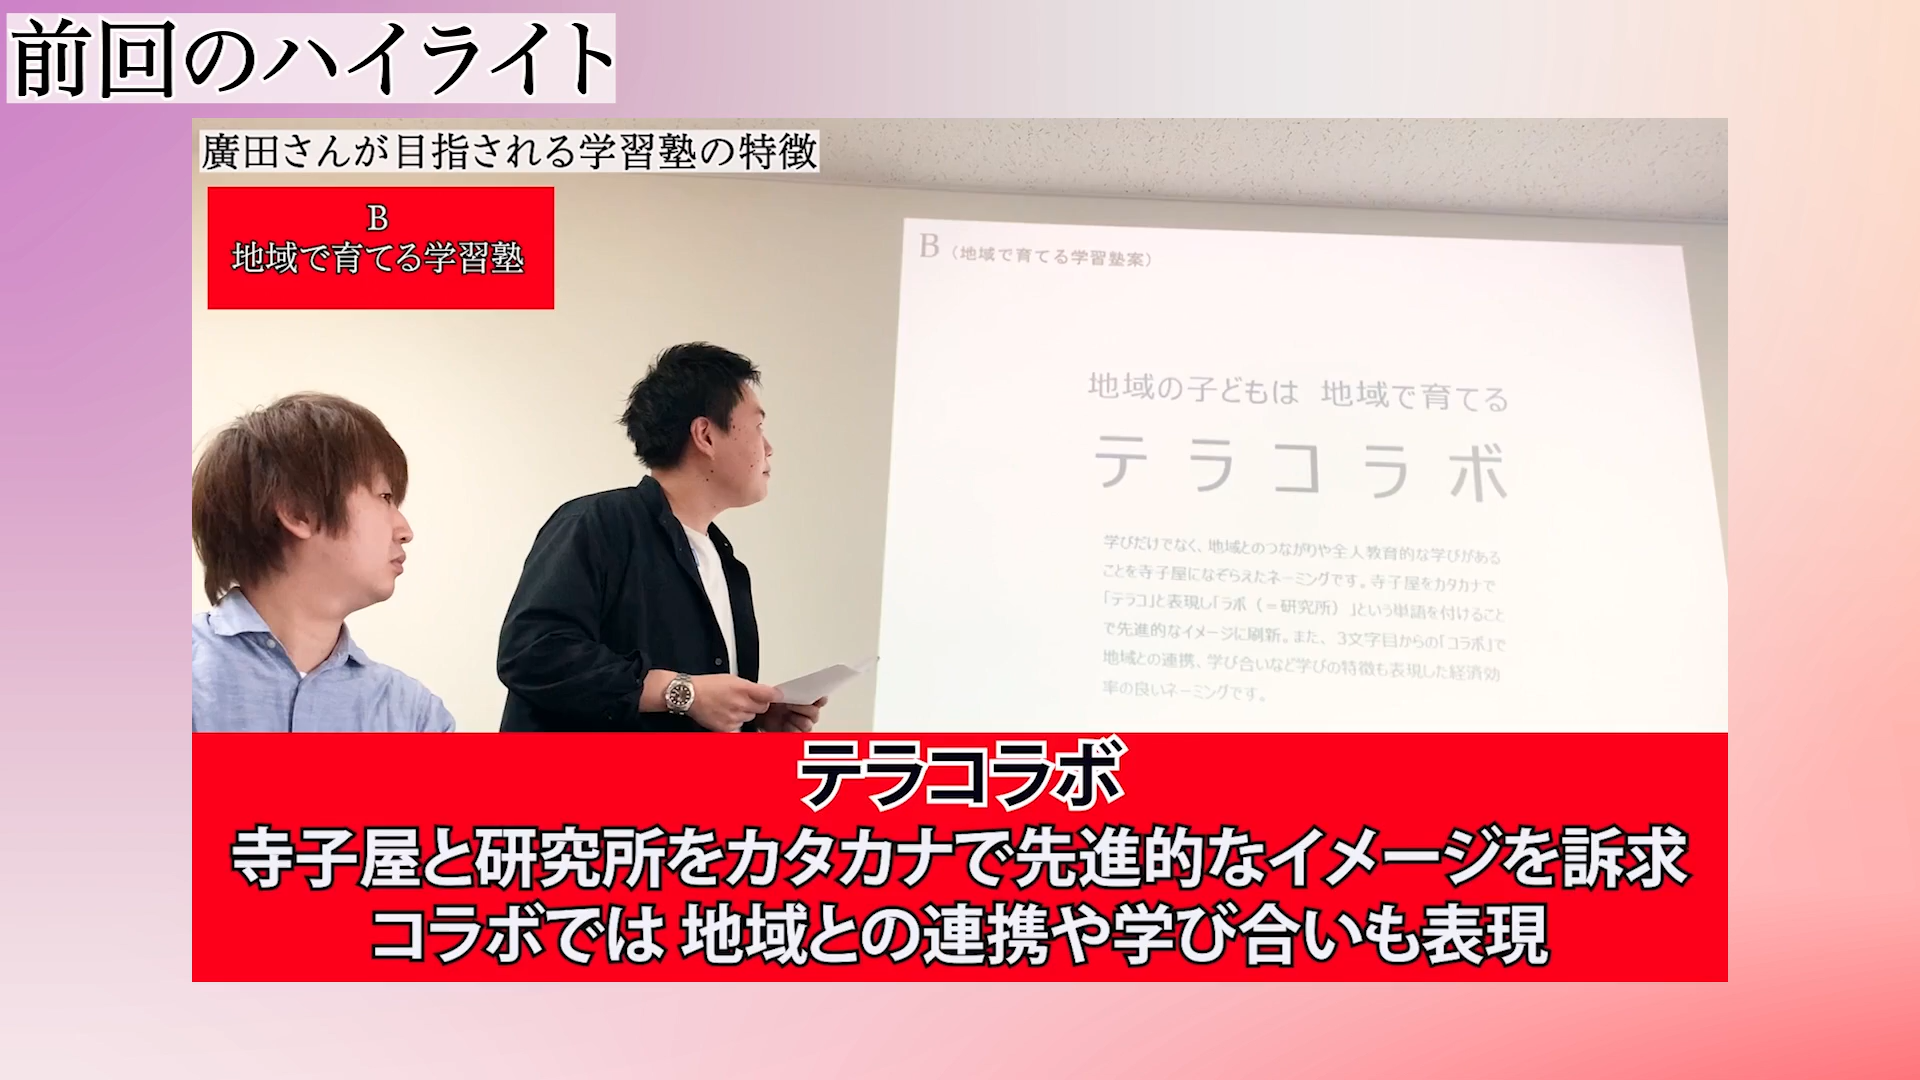 前回のハイライト
廣田さんが目指される学習塾の特徴
B
地域で育てる学習塾
B（地域で育てる学習塾案）
地域の子どもは 地域で育てる
テラコラボ
学びだけでなく、地域とのつながりや全人教育的な学びがある
ことを寺子屋になぞらえたネーミングです。寺子屋をカタカナで
「テラコ」と表現し「ラボ（＝研究所）」という単語を付けること
で先進的なイメージに刷新。また、3文字目からの「コラボ」で
地域との連携、学び合いなど学びの特徴も表現した経済効
率の良いネーミングです。
テラコラボ
寺子屋と研究所をカタカナで先進的なイメージを訴求
コラボでは 地域との連携や学び合いも表現